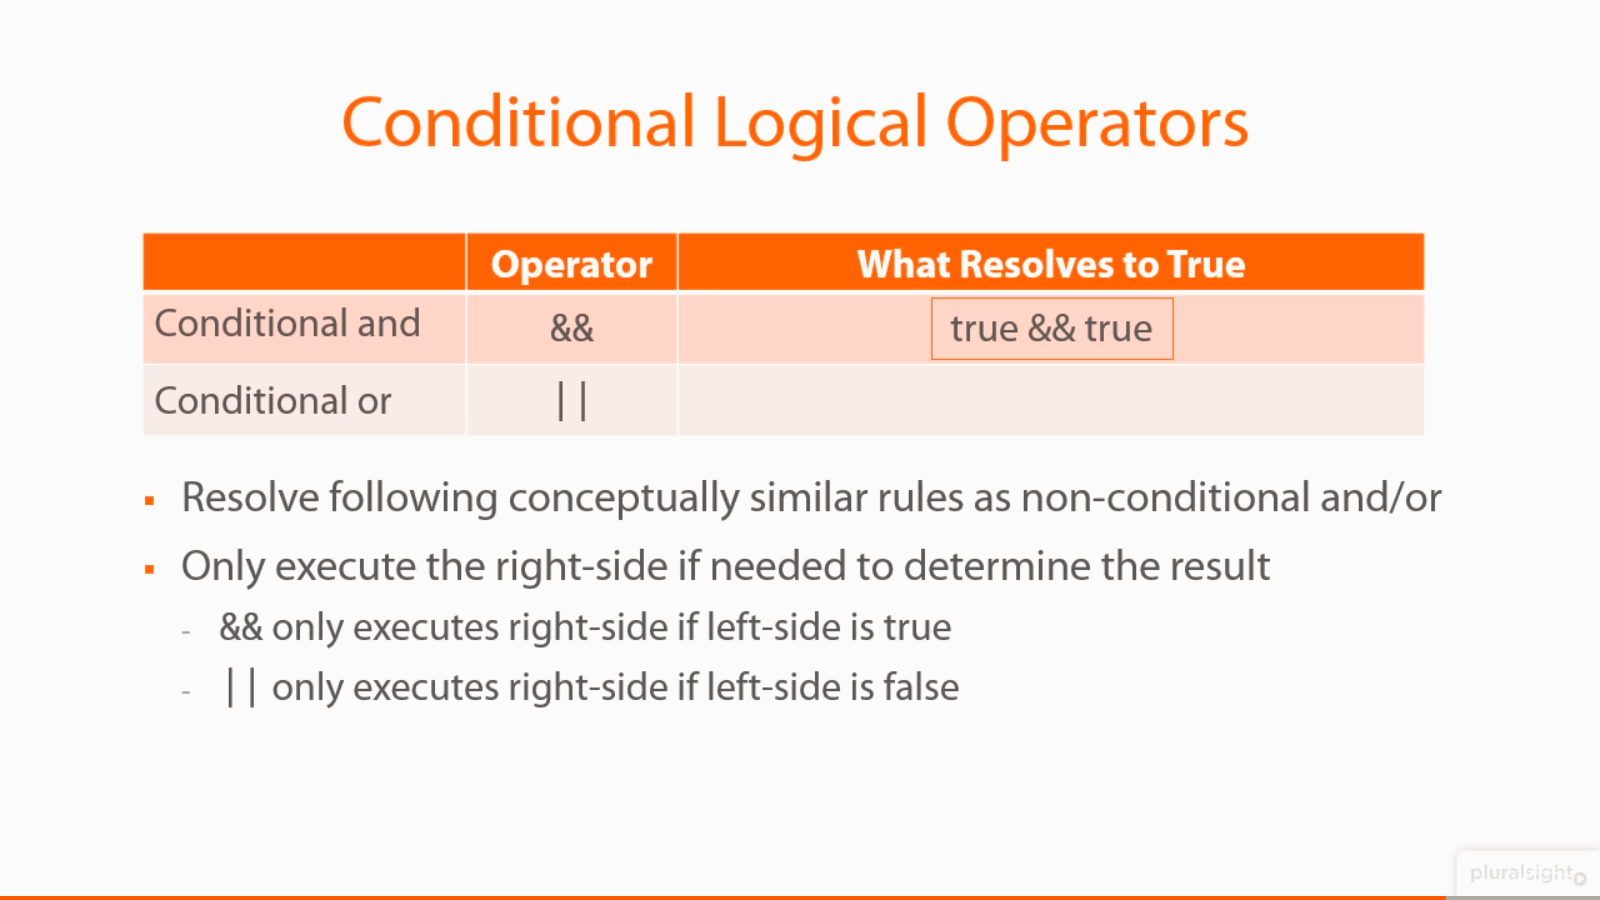 Conditional Logical Operators
Operator What Resolves to True
Conditional and && true && true
Conditional or ||
▪ Resolve following conceptually similar rules as non-conditional and/or
▪ Only execute the right-side if needed to determine the result
- && only executes right-side if left-side is true
- || only executes right-side if left-side is false
pluralsight